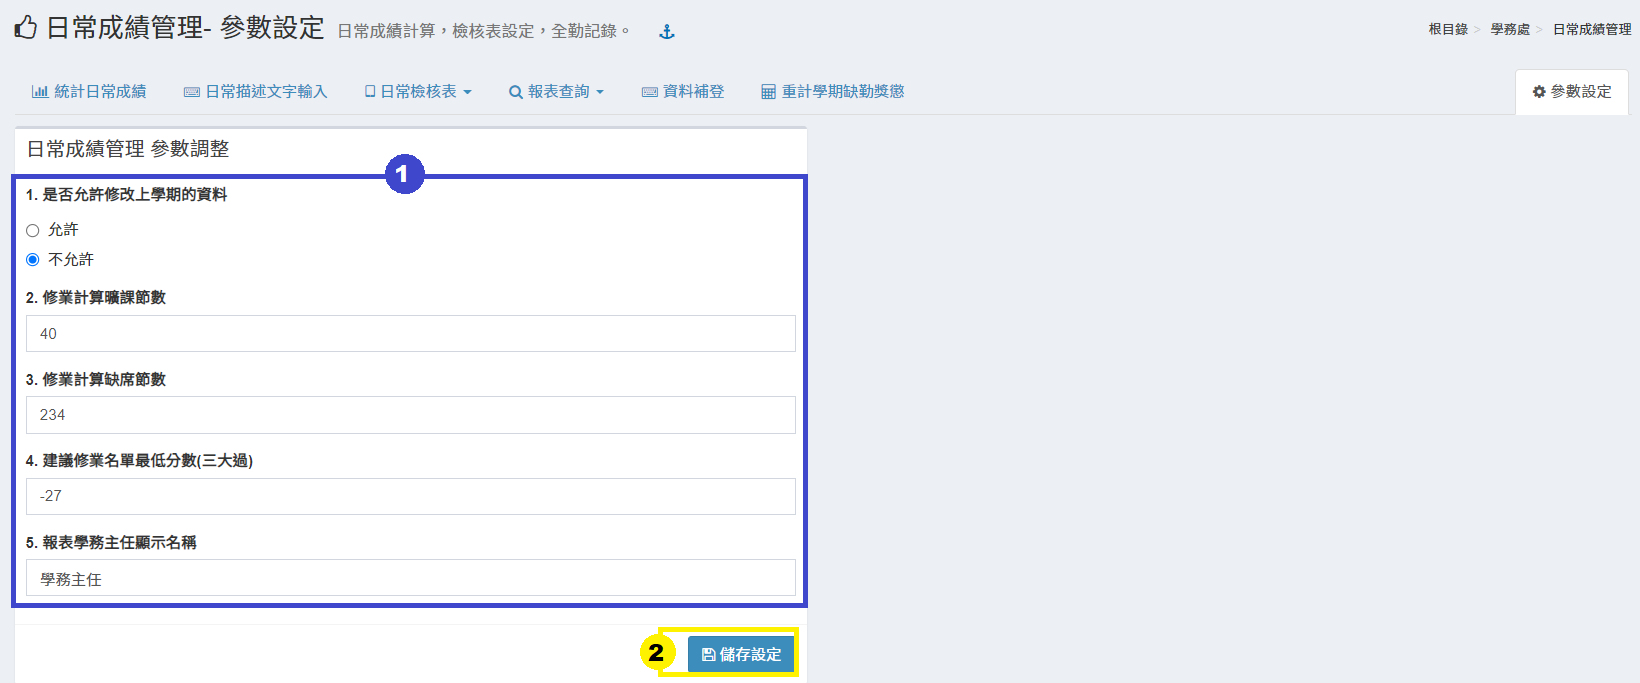 日常成績管理- 參數設定 日常成績計算，檢核表設定，全勤記錄。
根目錄 > 學務處 > 日常成績管理
統計日常成績 日常描述文字輸入 日常檢核表 報表查詢 資料補登 重計學期缺勤獎懲 參數設定
日常成績管理 參數調整
1
1. 是否允許修改上學期的資料
允許
不允許
2. 修業計算曠課節數
40
3. 修業計算缺席節數
234
4. 建議修業名單最低分數(三大過)
-27
5. 報表學務主任顯示名稱
學務主任
2 儲存設定